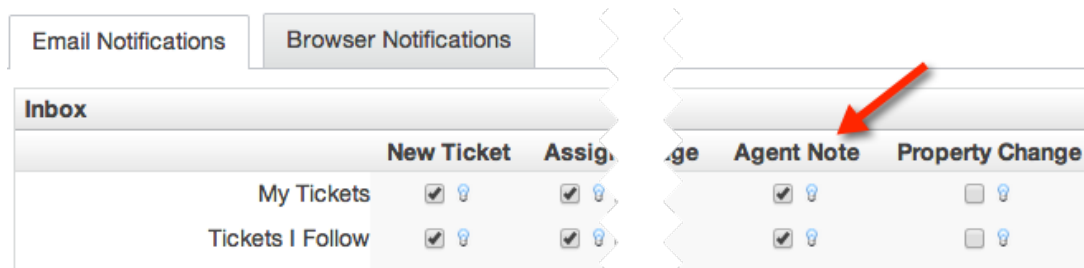 Email Notifications Browser Notifications
Inbox
New Ticket Agent Note Property Change
My Tickets
Tickets I Follow